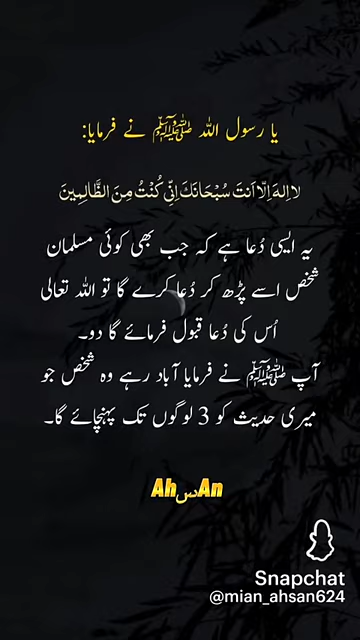 یا رسول اللہ ﷺ نے فرمایا:
لا اِلٰهَ اِلّا اَنتَ سُبْحَانَكَ اِنِّی كُنْتُ مِنَ الظَّالِمِينَ
یہ ایسی دُعا ہے کہ جب بھی کوئی مسلمان
شخص اسے پڑھ کر دُعا کرے گا تو اللہ تعالی
اُس کی دُعا قبول فرمائے گا دو۔
آپ ﷺ نے فرمایا آباد رہے وہ شخص جو
میری حدیث کو 3 لوگوں تک پہنچائے گا۔
AhسAn
Snapchat
@mian_ahsan624